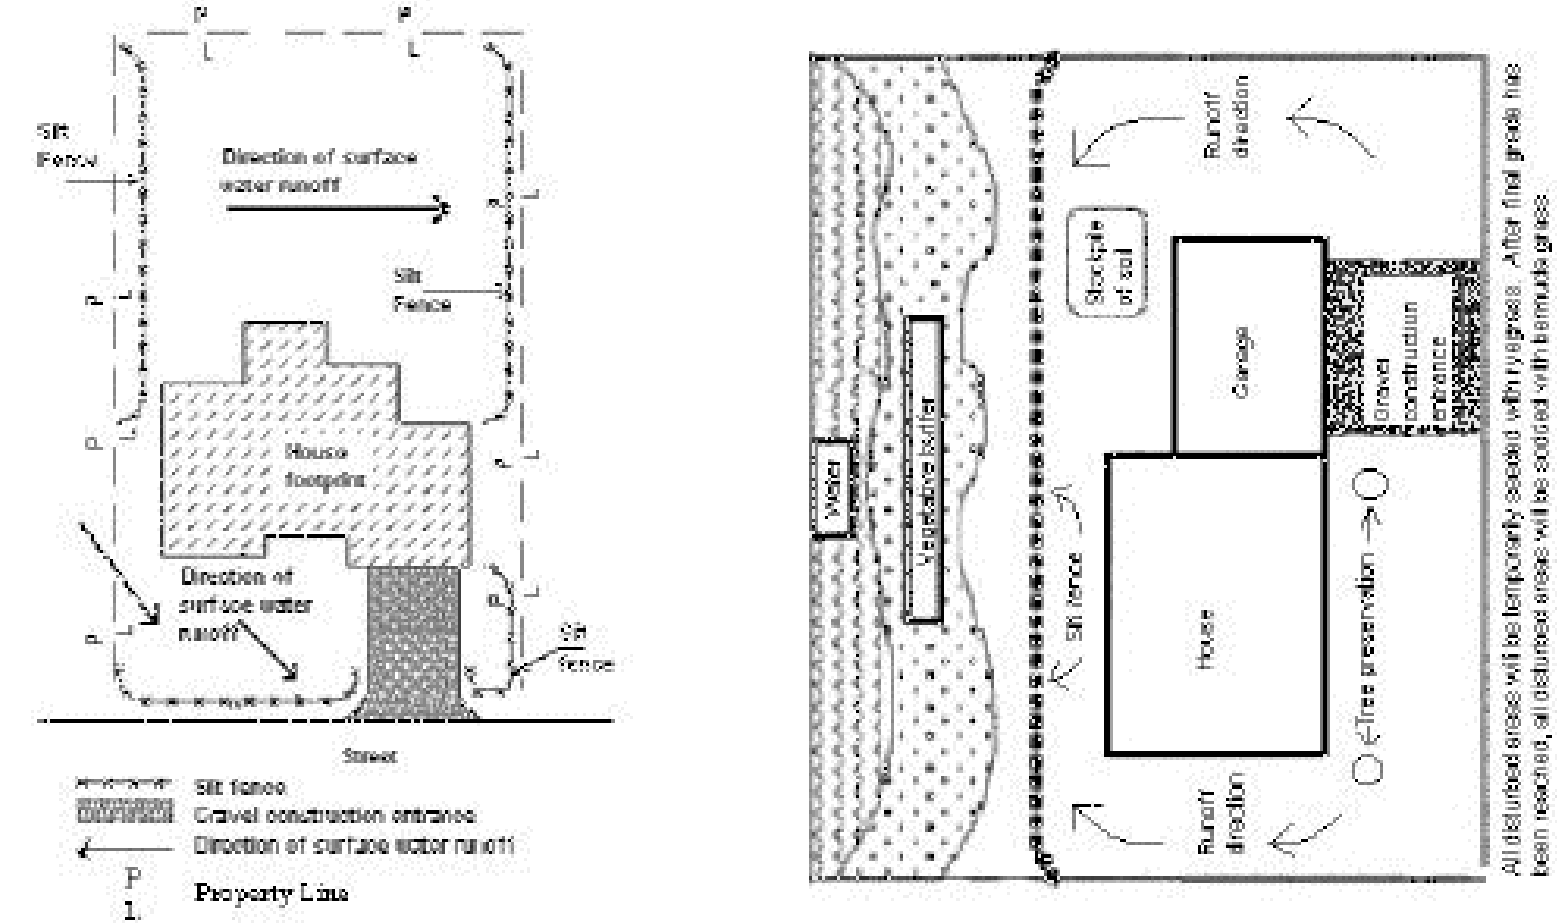 P
P
L
L
Silt
Fence
Direction of surface
water runoff
P
L
Silt
Fence
P
L
P
L
P
L
House
footprint
Direction of
surface water
runoff
P
L
P
L
Silt
fence
Street
Silt fence
Gravel construction entrance
Direction of surface water runoff
P
L
Property Line
Water
Vegetative buffer
Silt fence
Stockpile
of soil
Runoff
direction
Garage
House
Gravel
construction
entrance
Tree preservation
Runoff
direction
All disturbed areas will be temporarily seeded with ryegrass. After final grade has
been reached, all disturbed areas will be sodded with bermudagrass